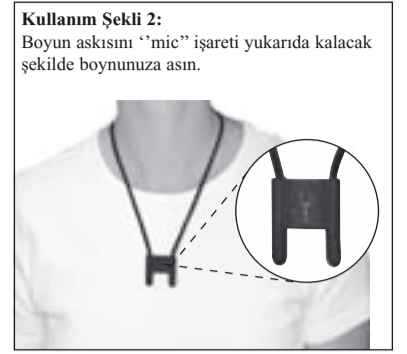 Kullanım Şekli 2:
Boyun askısını ‘’mic’’ işareti yukarıda kalacak
şekilde boynunuza asın.